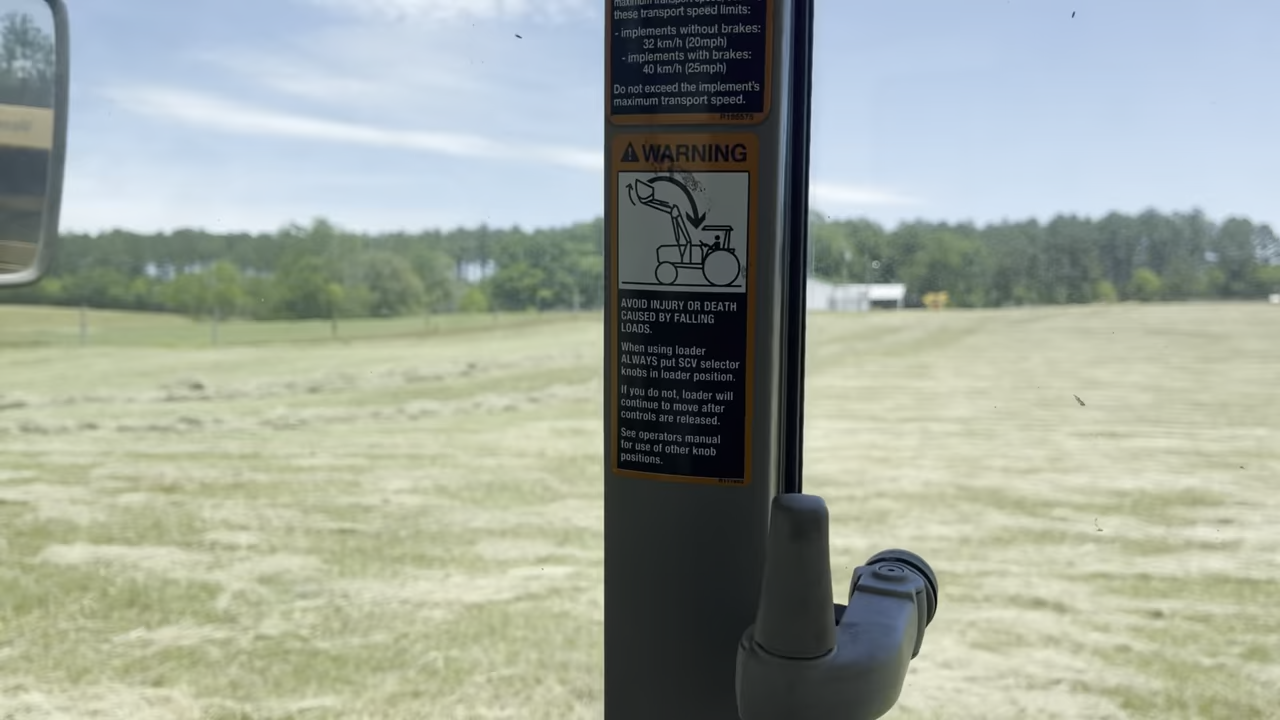 maximum transport speed,
these transport speed limits:
- implements without brakes:
32 km/h (20mph)
- implements with brakes:
40 km/h (25mph)
Do not exceed the implement's
maximum transport speed.
WARNING
AVOID INJURY OR DEATH
CAUSED BY FALLING
LOADS.
When using loader
ALWAYS put SCV selector
knobs in loader position.
If you do not, loader will
continue to move after
controls are released.
See operators manual
for use of other knob
positions.